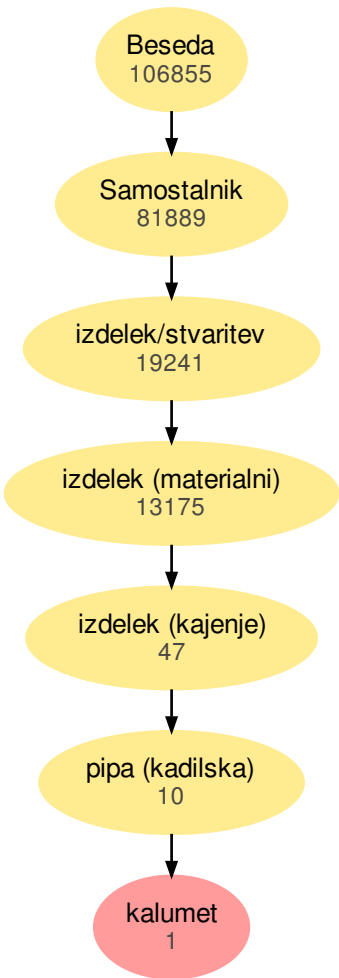 Beseda
106855
Samostalnik
81889
izdelek/stvaritev
19241
izdelek (materialni)
13175
izdelek (kajenje)
47
pipa (kadilska)
10
kalumet
1